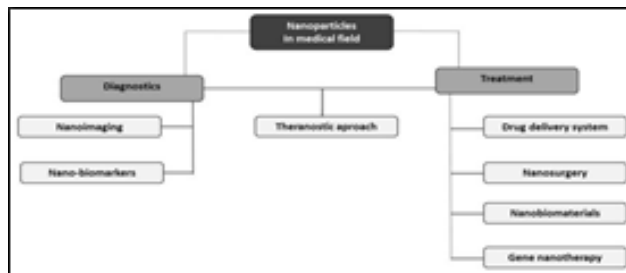 Nanoparticles
in medical field
Diagnostics
Treatment
Nanoimaging
Theranostic aproach
Drug delivery system
Nano-biomarkers
Nanosurgery
Nanobiomaterials
Gene nanotherapy